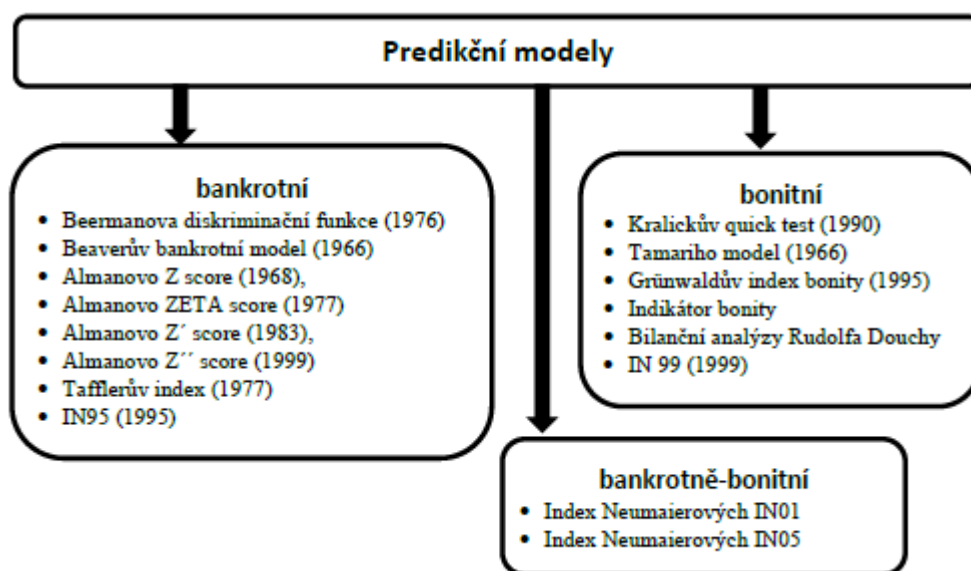 Predikční modely
bankrotní
• Beermanova diskriminační funkce (1976)
• Beaverův bankrotní model (1966)
• Almanovo Z score (1968),
• Almanovo ZETA score (1977)
• Almanovo Z´ score (1983),
• Almanovo Z´´ score (1999)
• Tafflerův index (1977)
• IN95 (1995)
bonitní
• Kralickův quick test (1990)
• Tamariho model (1966)
• Grünwaldův index bonity (1995)
• Indikátor bonity
• Bilanční analýzy Rudolfa Douchy
• IN 99 (1999)
bankrotně-bonitní
• Index Neumaierových IN01
• Index Neumaierových IN05